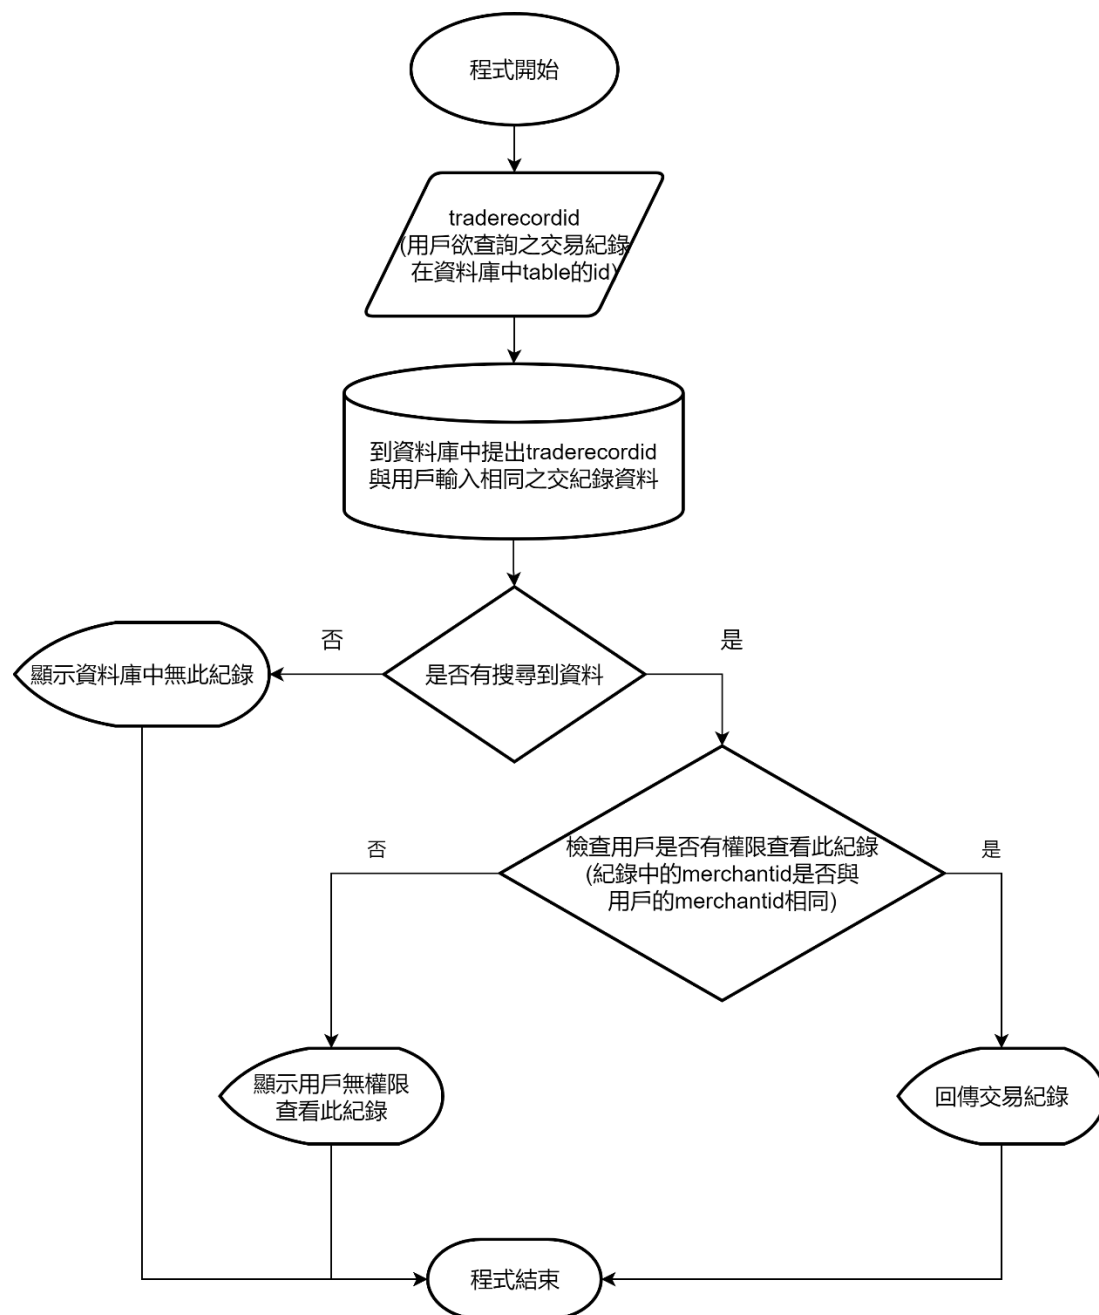 程式開始
traderecordid
(用戶欲查詢之交易紀錄
在資料庫中table的id)
到資料庫中提出traderecordid
與用戶輸入相同之交紀錄資料
否
是
顯示資料庫中無此紀錄
是否有搜尋到資料
否
檢查用戶是否有權限查看此紀錄
(紀錄中的merchantid是否與
用戶的merchantid相同)
是
顯示用戶無權限
查看此紀錄
回傳交易紀錄
程式結束